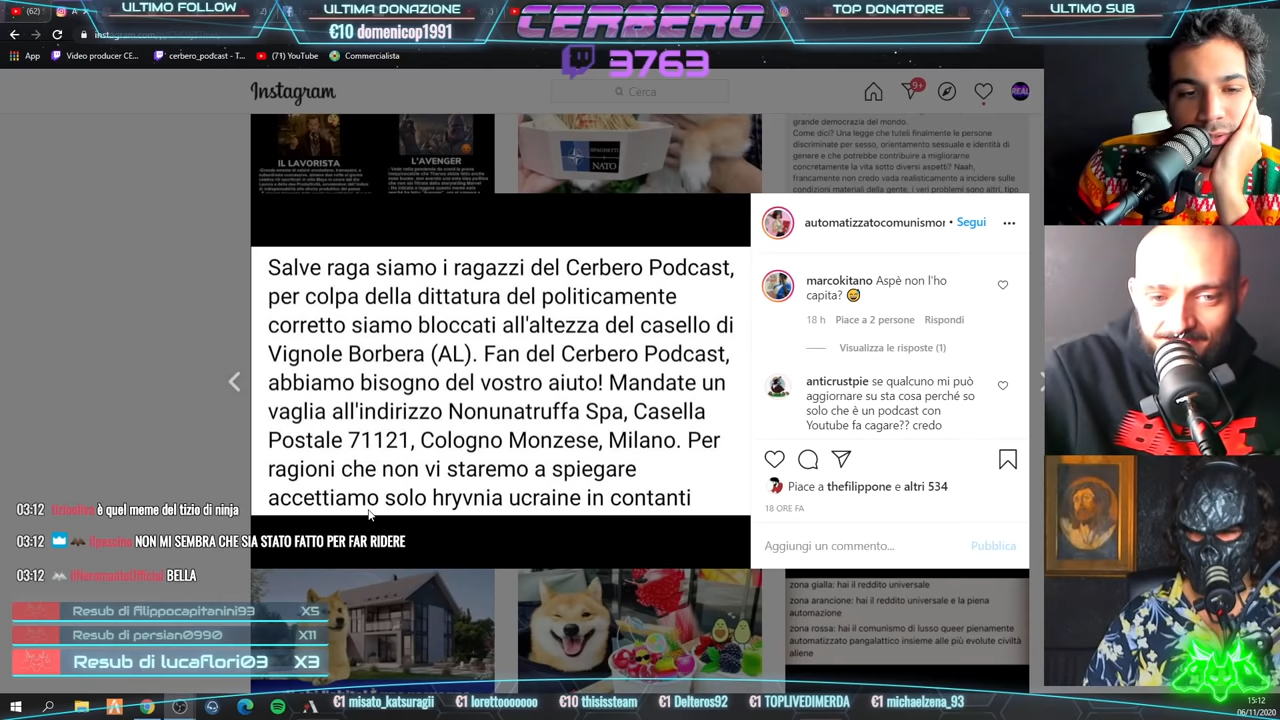 (62)
ULTIMO FOLLOW
ULTIMA DONAZIONE
€10 domenicop1991
CERBERO
3763
TOP DONATORE
ULTIMO SUB
App
Video producer CE...
cerbero_podcast - T...
(71) YouTube
Commercialista
Instagram
Cerca
9+
REAL
IL LAVORISTA
L'AVENGER
SPAGHETTI
NATO
grande democrazia del mondo.
Come dici? Una legge che tuteli finalmente le persone
discriminate per sesso, orientamento sessuale e identità di
genere e che potrebbe contribuire a migliorarne
concretamente la vita sotto diversi aspetti? Naah,
francamente non credo vada realisticamente a incidere sulle
condizioni materiali della gente, i veri problemi sono altri, tipo
Salve raga siamo i ragazzi del Cerbero Podcast,
per colpa della dittatura del politicamente
corretto siamo bloccati all'altezza del casello di
Vignole Borbera (AL). Fan del Cerbero Podcast,
abbiamo bisogno del vostro aiuto! Mandate un
vaglia all'indirizzo Nonunatruffa Spa, Casella
Postale 71121, Cologno Monzese, Milano. Per
ragioni che non vi staremo a spiegare
accettiamo solo hryvnia ucraine in contanti
automatizzatocomunismo
• Segui
marcokitano Aspè non l'ho
capita? 😅
18 h Piace a 2 persone Rispondi
Visualizza le risposte (1)
anticrustpie se qualcuno mi può
aggiornare su sta cosa perché so
solo che è un podcast con
Youtube fa cagare?? credo
Piace a thefilippone e altri 534
18 ORE FA
Aggiungi un commento...
Pubblica
03:12 è quel meme del tizio di ninja
03:12 NON MI SEMBRA CHE SIA STATO FATTO PER FAR RIDERE
03:12 BELLA
Resub di filippocapitanini93 X5
Resub di persian0990 X11
Resub di lucaflori03 X3
zona gialla: hai il reddito universale
zona arancione: hai il reddito universale e la piena
automazione
zona rossa: hai il comunismo di lusso queer pienamente
automatizzato pangalattico insieme alle più evolute civiltà
aliene
€1 misato_katsuragii
€1 lorettooooooo
€10 thisissteam
€1 Delteros92
€1 TOPLIVEDIMERDA
€1 michaelzena_93
15:12
06/11/2020